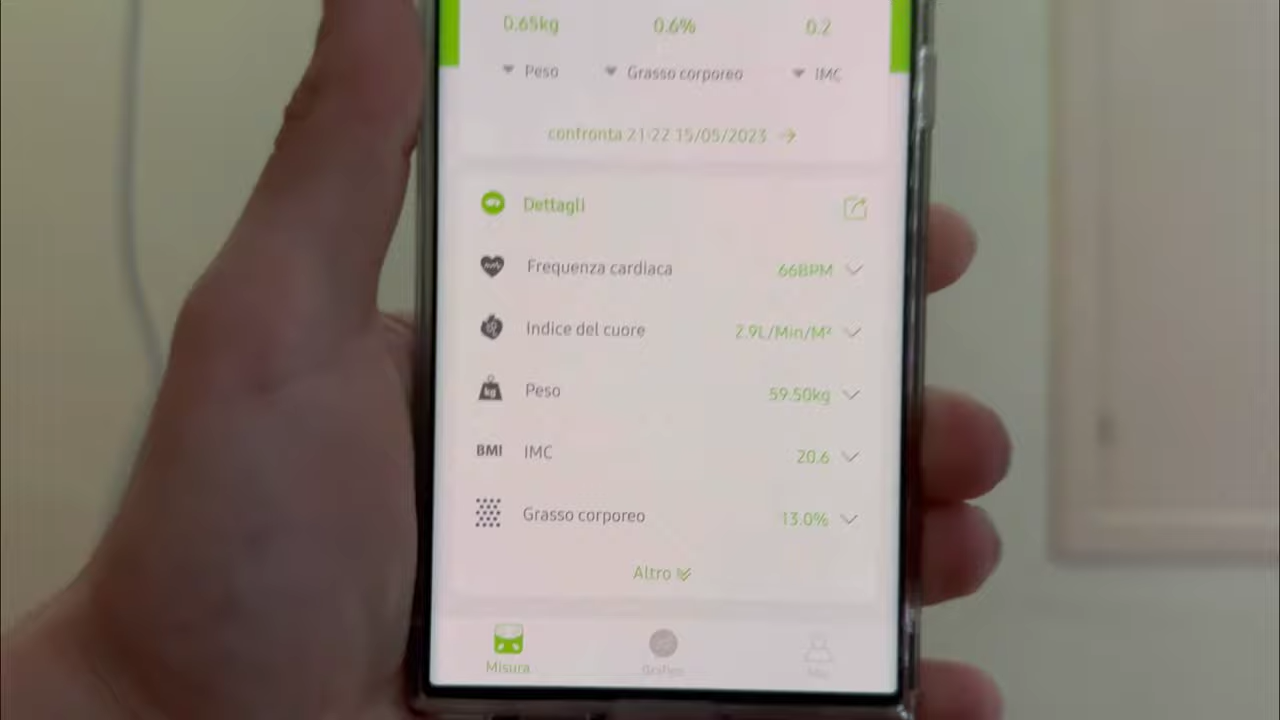 0.65kg 0.6% 0.2
Peso Grasso corporeo IMC
confronta 21:22 15/05/2023
Dettagli
Frequenza cardiaca 66BPM
Indice del cuore 2.9L/Min/M²
kg Peso 59.50kg
BMI IMC 20.6
Grasso corporeo 13.0%
Altro
Misura Grafico